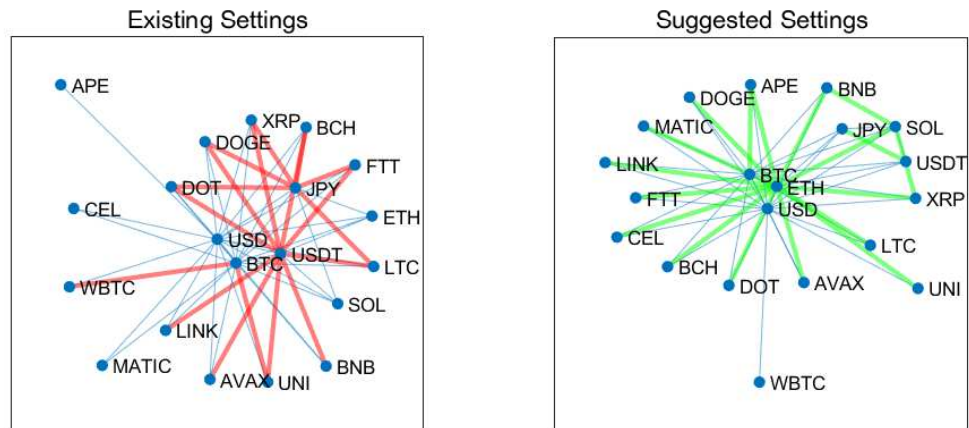 Existing Settings
APE
XRP
BCH
DOGE
FTT
DOT
JPY
CEL
ETH
USD
USDT
BTC
LTC
WBTC
SOL
LINK
MATIC
BNB
AVAX
UNI
Suggested Settings
APE
BNB
DOGE
MATIC
JPY
SOL
LINK
BTC
USDT
ETH
FTT
XRP
USD
CEL
LTC
BCH
DOT
AVAX
UNI
WBTC